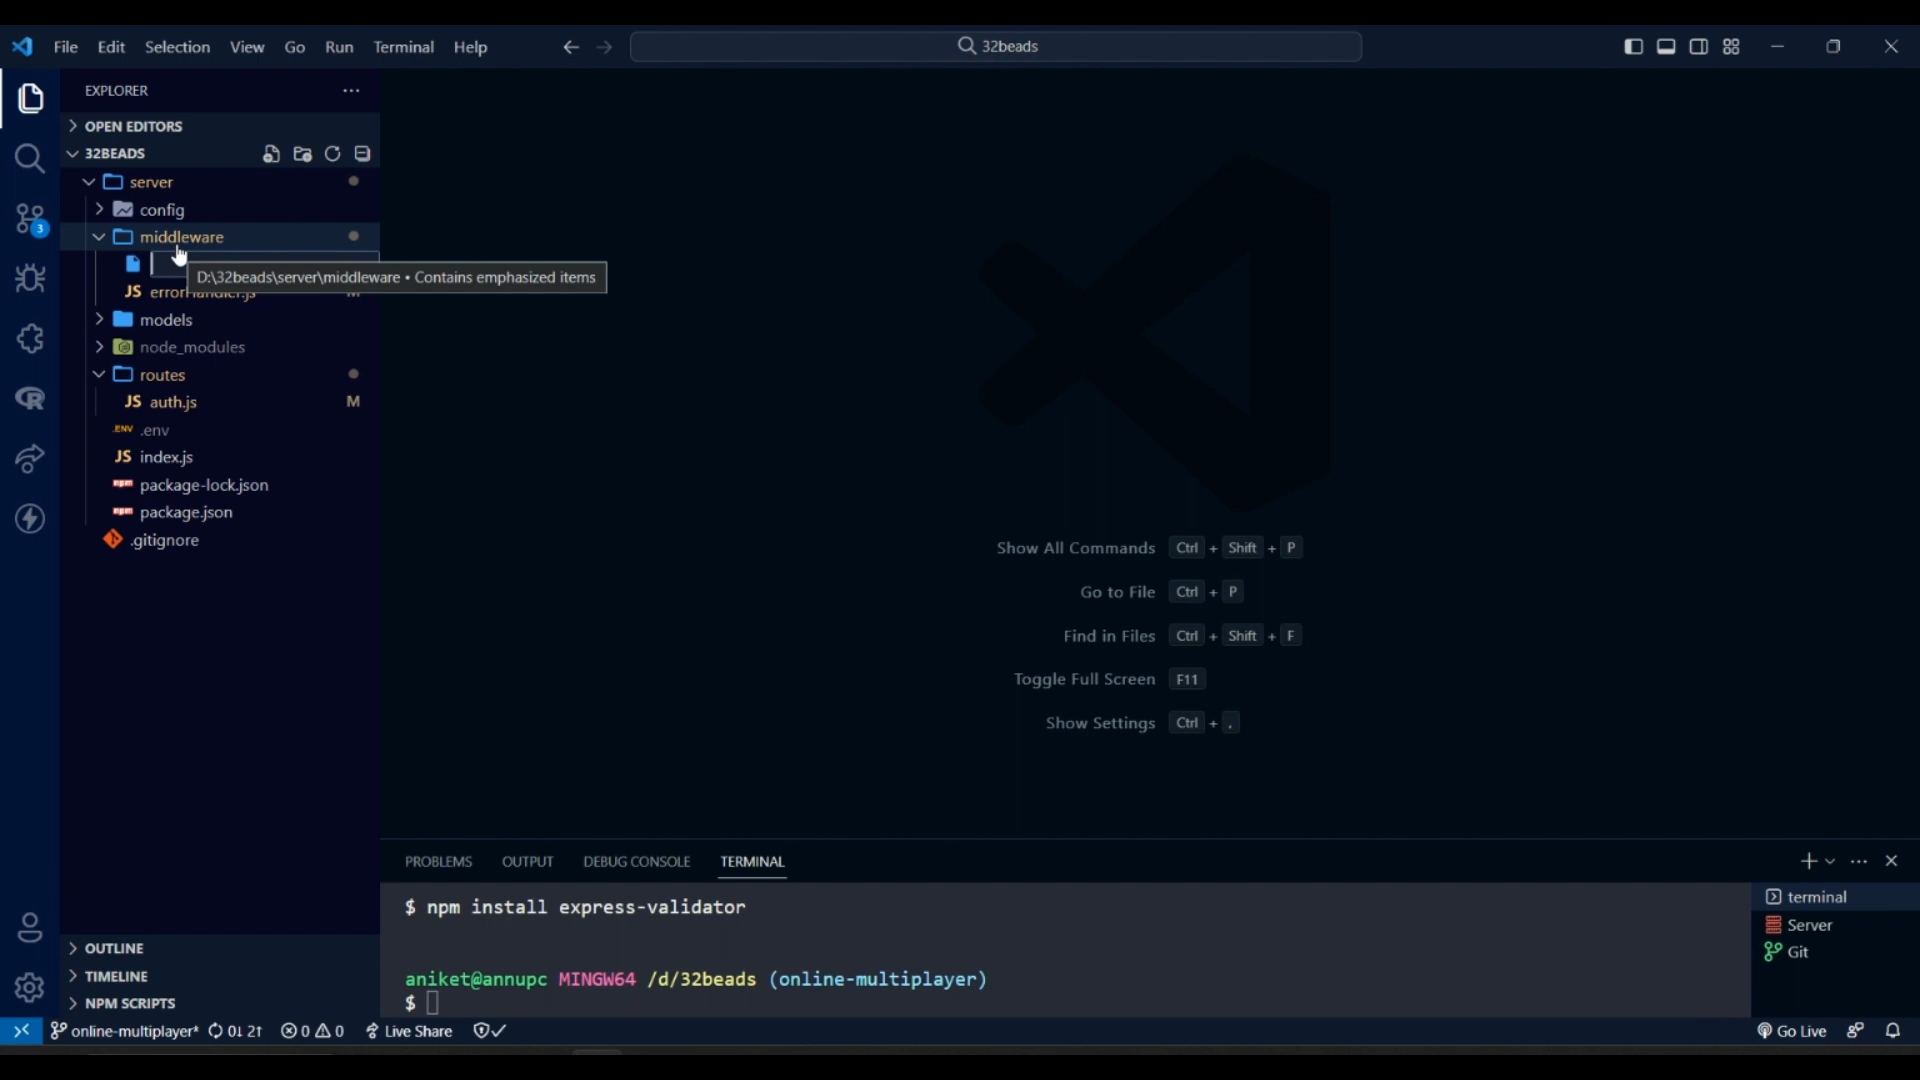 File Edit Selection View Go Run Terminal Help
32beads
EXPLORER
OPEN EDITORS
32BEADS
server
config
middleware
D:\32beads\server\middleware • Contains emphasized items
JS errorHandler.js M
models
node_modules
routes
JS auth.js M
.ENV .env
JS index.js
npm package-lock.json
npm package.json
.gitignore
Show All Commands Ctrl + Shift + P
Go to File Ctrl + P
Find in Files Ctrl + Shift + F
Toggle Full Screen F11
Show Settings Ctrl + ,
3
OUTLINE
TIMELINE
NPM SCRIPTS
PROBLEMS OUTPUT DEBUG CONSOLE TERMINAL
$ npm install express-validator
aniket@annupc MINGW64 /d/32beads (online-multiplayer)
$
terminal
Server
Git
online-multiplayer* 0↓ 2↑ 0 0 Live Share
Go Live